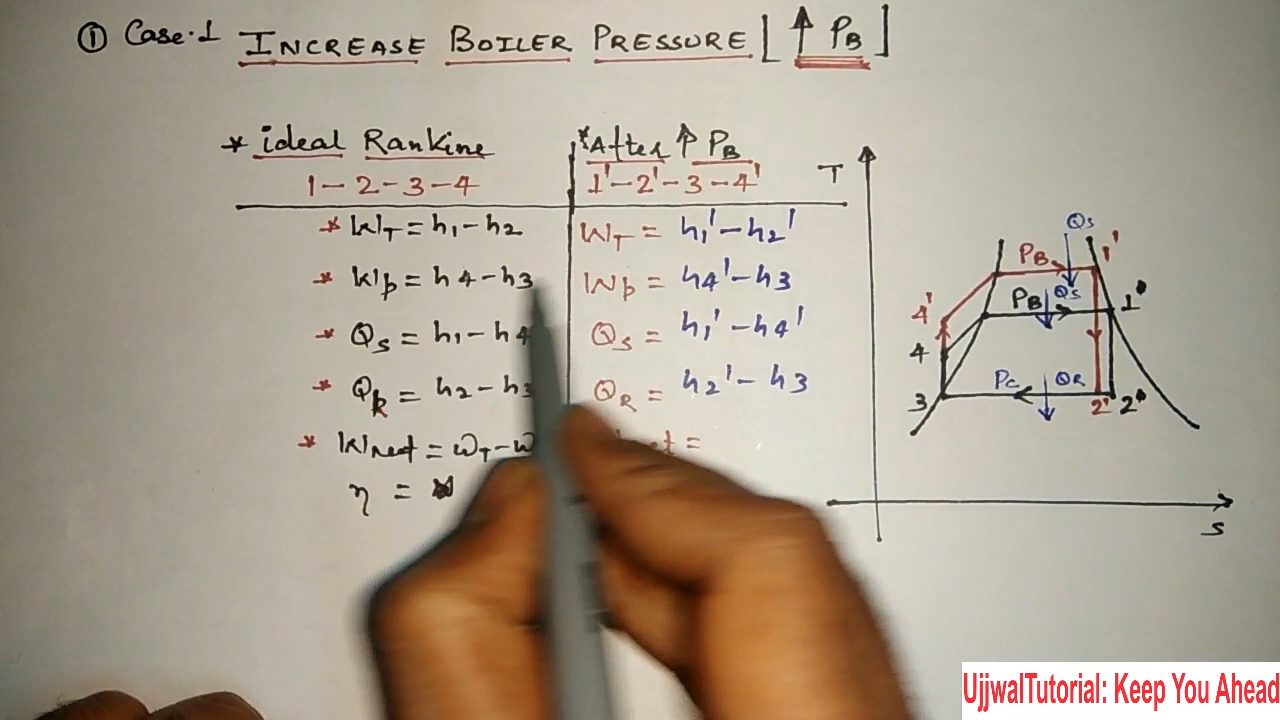 ① Case·1 INCREASE BOILER PRESSURE [↑ PB]
* ideal Rankine
1-2-3-4
* WT = h1-h2
* Wp = h4-h3
* Qs = h1-h4
* QR = h2-h3
* Wnet = WT-W
η =
*After ↑ PB
1'-2'-3-4'
WT = h1'-h2'
Wp = h4'-h3
Qs = h1'-h4'
QR = h2'-h3
=
T
Qs
PB
1'
PB
Qs
1
4'
4
3
Pc
QR
2'
2
S
UjjwalTutorial: Keep You Ahead